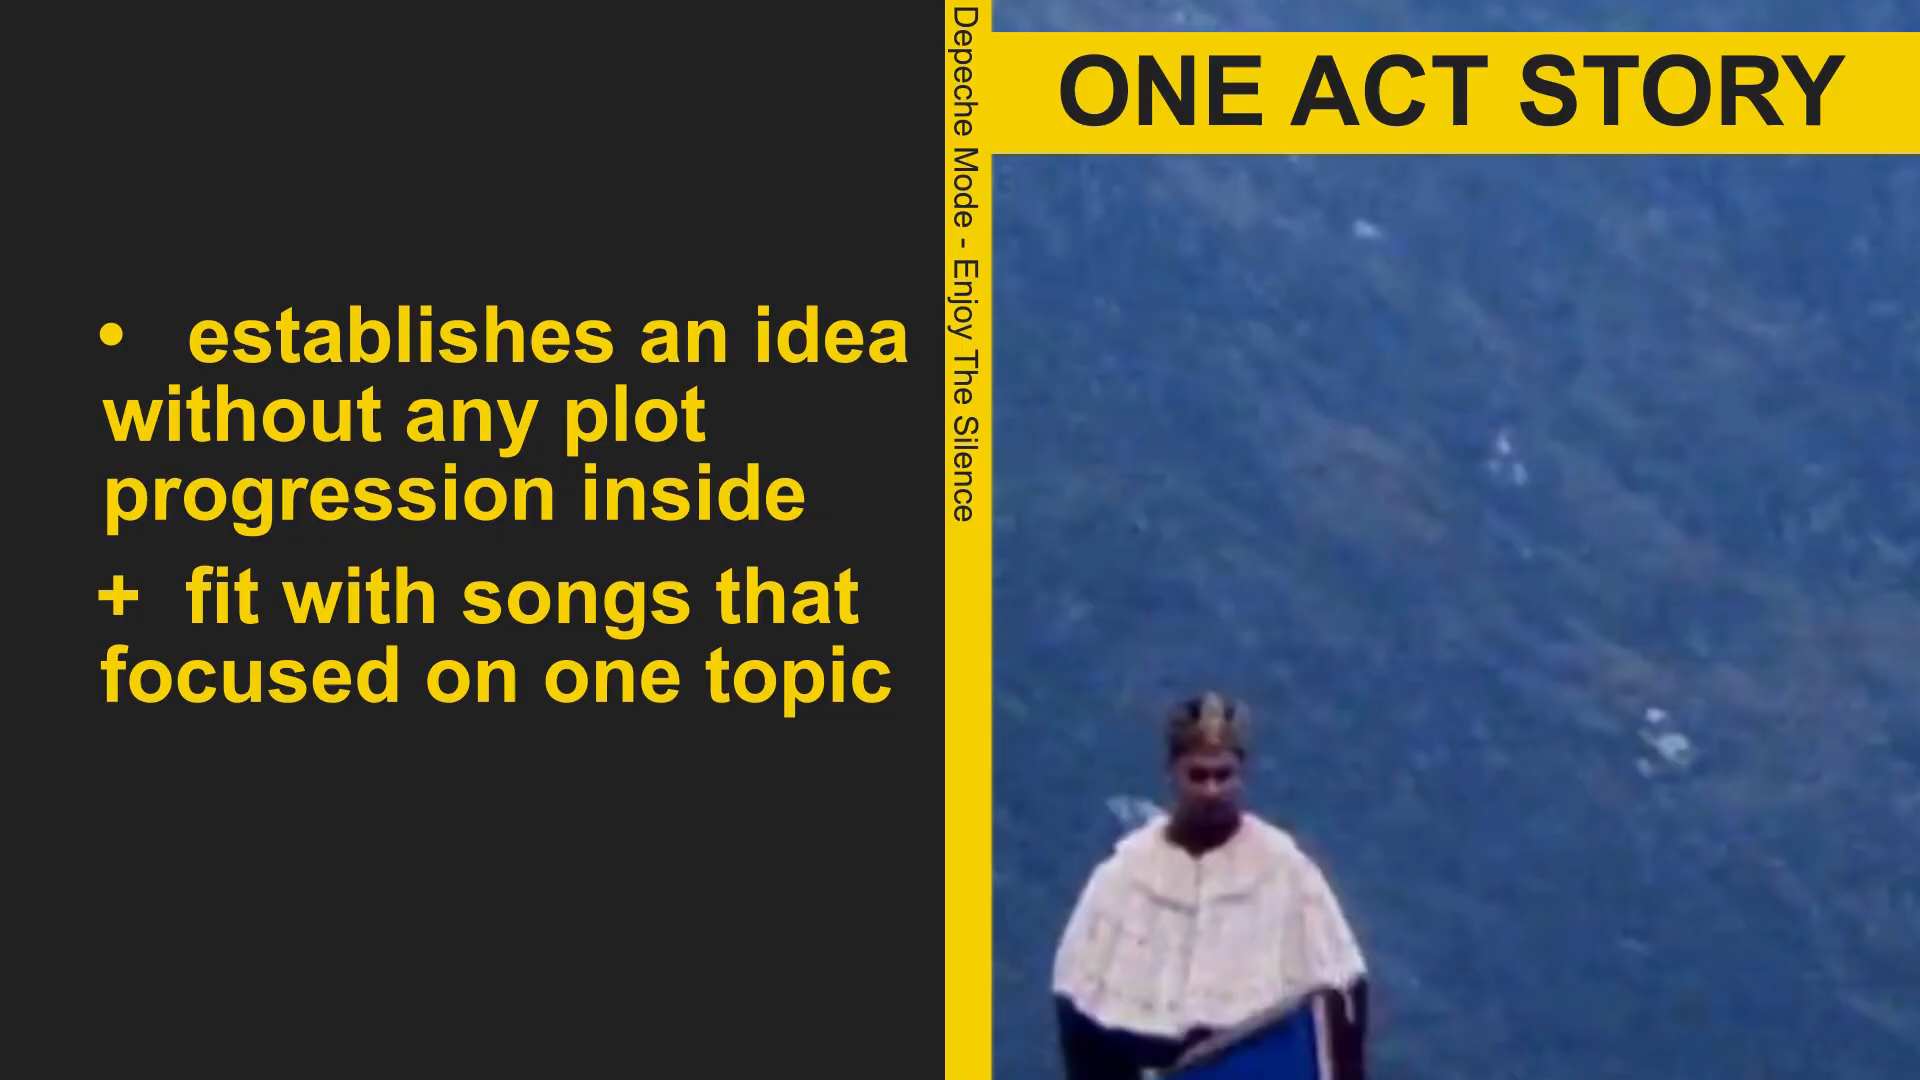 • establishes an idea
without any plot
progression inside
+ fit with songs that
focused on one topic
Depeche Mode - Enjoy The Silence
ONE ACT STORY